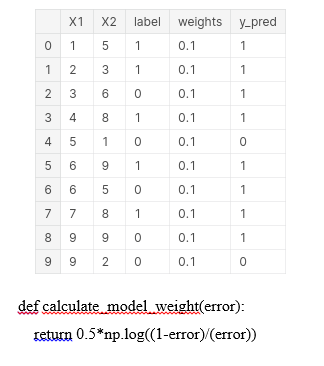 X1 X2 label weights y_pred
0 1 5 1 0.1 1
1 2 3 1 0.1 1
2 3 6 0 0.1 1
3 4 8 1 0.1 1
4 5 1 0 0.1 0
5 6 9 1 0.1 1
6 6 5 0 0.1 1
7 7 8 1 0.1 1
8 9 9 0 0.1 1
9 9 2 0 0.1 0
def calculate_model_weight(error):
return 0.5*np.log((1-error)/(error))